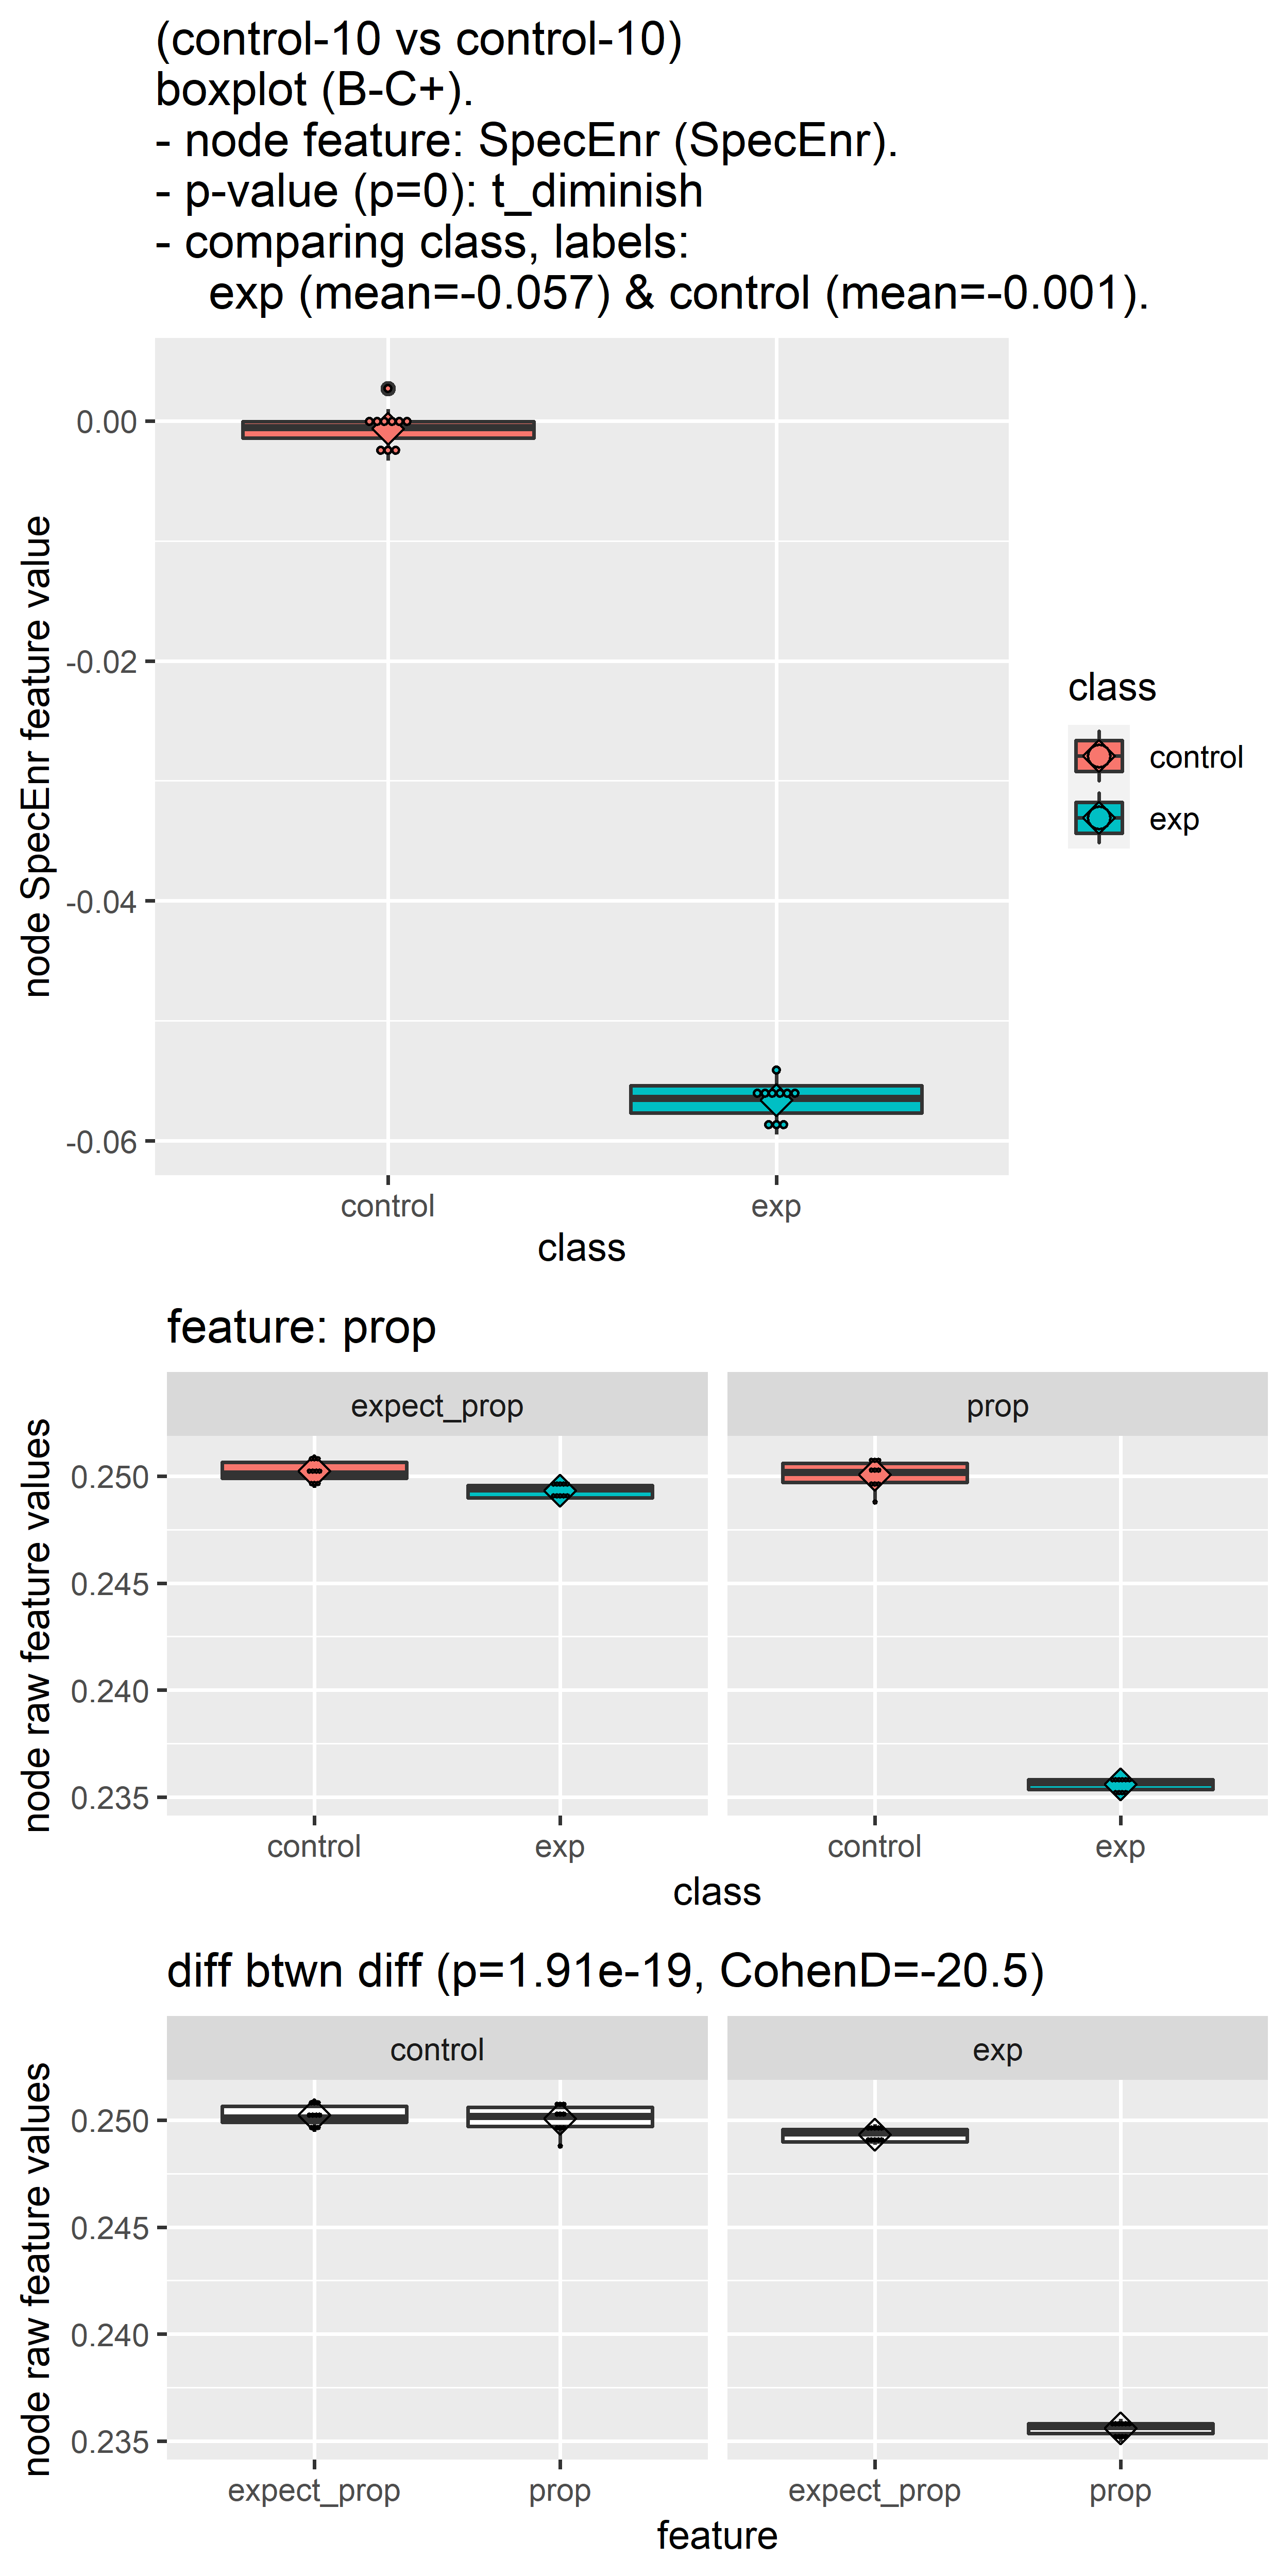 (control-10 vs control-10)
boxplot (B-C+).
- node feature: SpecEnr (SpecEnr).
- p-value (p=0): t_diminish
- comparing class, labels:
exp (mean=-0.057) & control (mean=-0.001).
node SpecEnr feature value
0.00
-0.02
-0.04
-0.06
control
exp
class
class
control
exp
feature: prop
node raw feature values
expect_prop
prop
0.250
0.245
0.240
0.235
control
exp
control
exp
class
diff btwn diff (p=1.91e-19, CohenD=-20.5)
node raw feature values
control
exp
0.250
0.245
0.240
0.235
expect_prop
prop
expect_prop
prop
feature